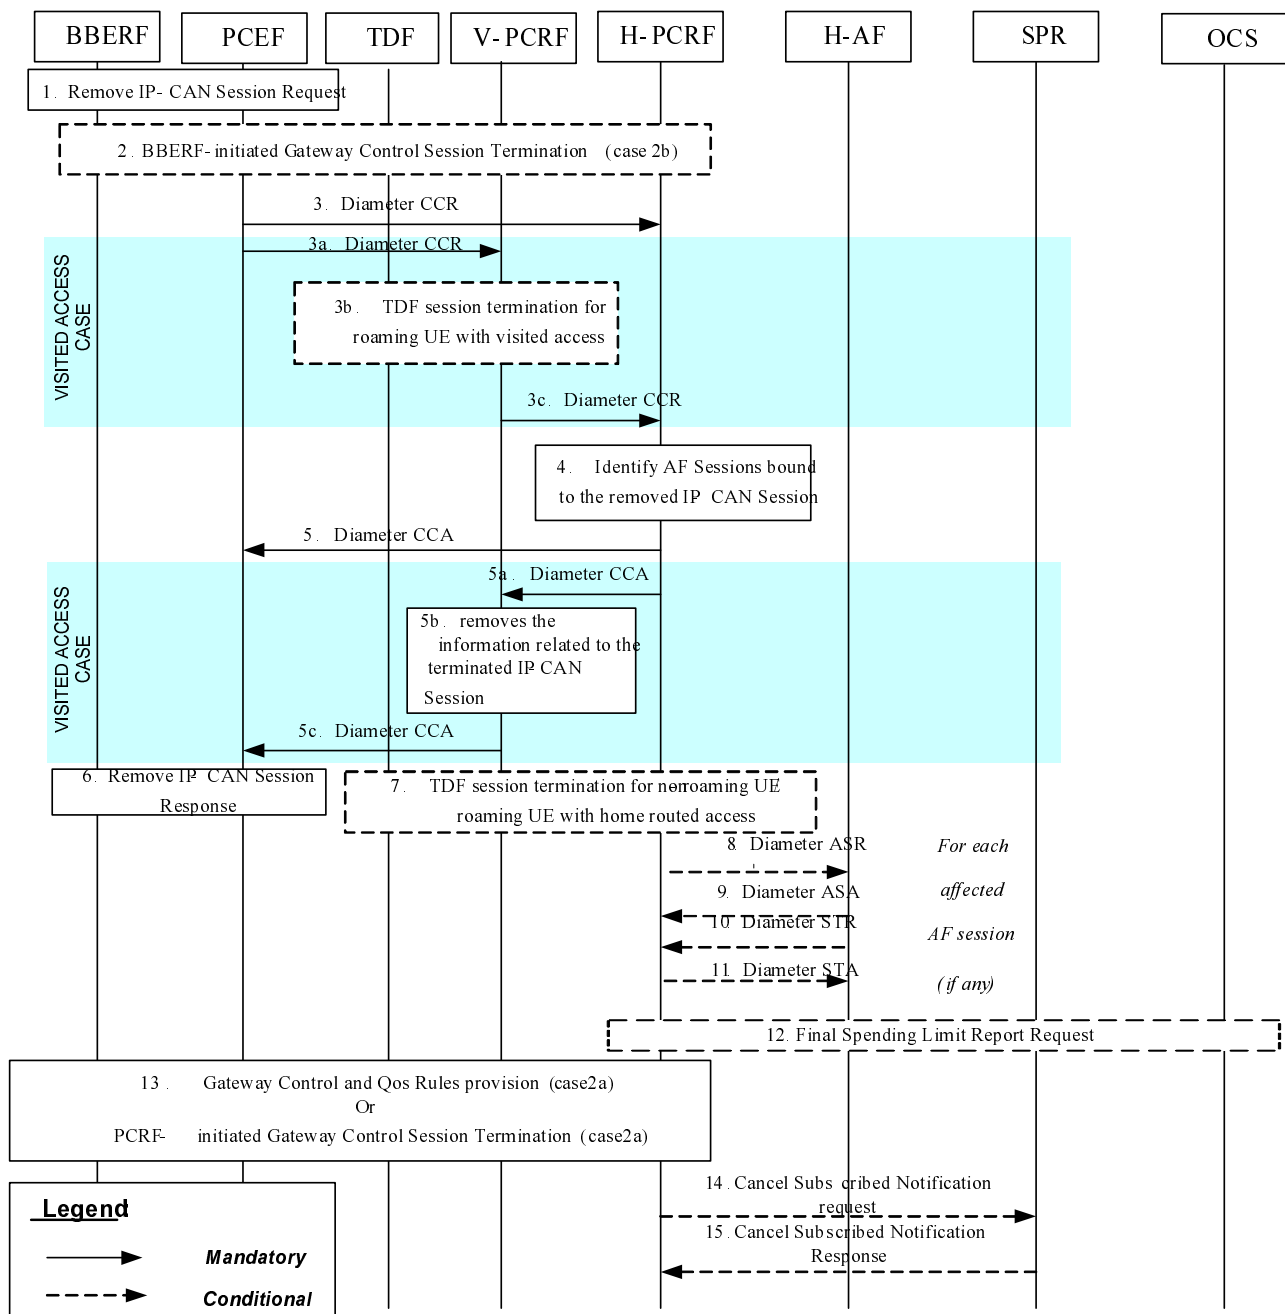 BBERF
PCEF
TDF
V- PCRF
H- PCRF
H-AF
SPR
OCS
1. Remove IP- CAN Session Request
2. BBERF- initiated Gateway Control Session Termination (case 2b)
3. Diameter CCR
3a. Diameter CCR
VISITED ACCESS
CASE
3b. TDF session termination for
roaming UE with visited access
3c. Diameter CCR
4. Identify AF Sessions bound
to the removed IP CAN Session
5. Diameter CCA
5a. Diameter CCA
VISITED ACCESS
CASE
5b. removes the
information related to the
terminated IP CAN
Session
5c. Diameter CCA
6. Remove IP CAN Session
Response
7. TDF session termination for non-roaming UE/
roaming UE with home routed access
8. Diameter ASR
For each
9. Diameter ASA
affected
10. Diameter STR
AF session
11. Diameter STA
(if any)
12. Final Spending Limit Report Request
13. Gateway Control and Qos Rules provision (case2a)
Or
PCRF- initiated Gateway Control Session Termination (case2a)
14. Cancel Subs cribed Notification
request
15. Cancel Subscribed Notification
Response
Legend:
Mandatory
Conditional